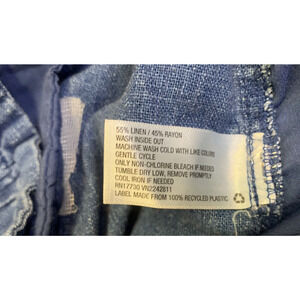 55% LINEN / 45% RAYON
WASH INSIDE OUT
MACHINE WASH COLD WITH LIKE COLORS
GENTLE CYCLE
ONLY NON-CHLORINE BLEACH IF NEEDED
TUMBLE DRY LOW, REMOVE PROMPTLY
COOL IRON IF NEEDED
RN17730 VN2242811
LABEL MADE FROM 100% RECYCLED PLASTIC